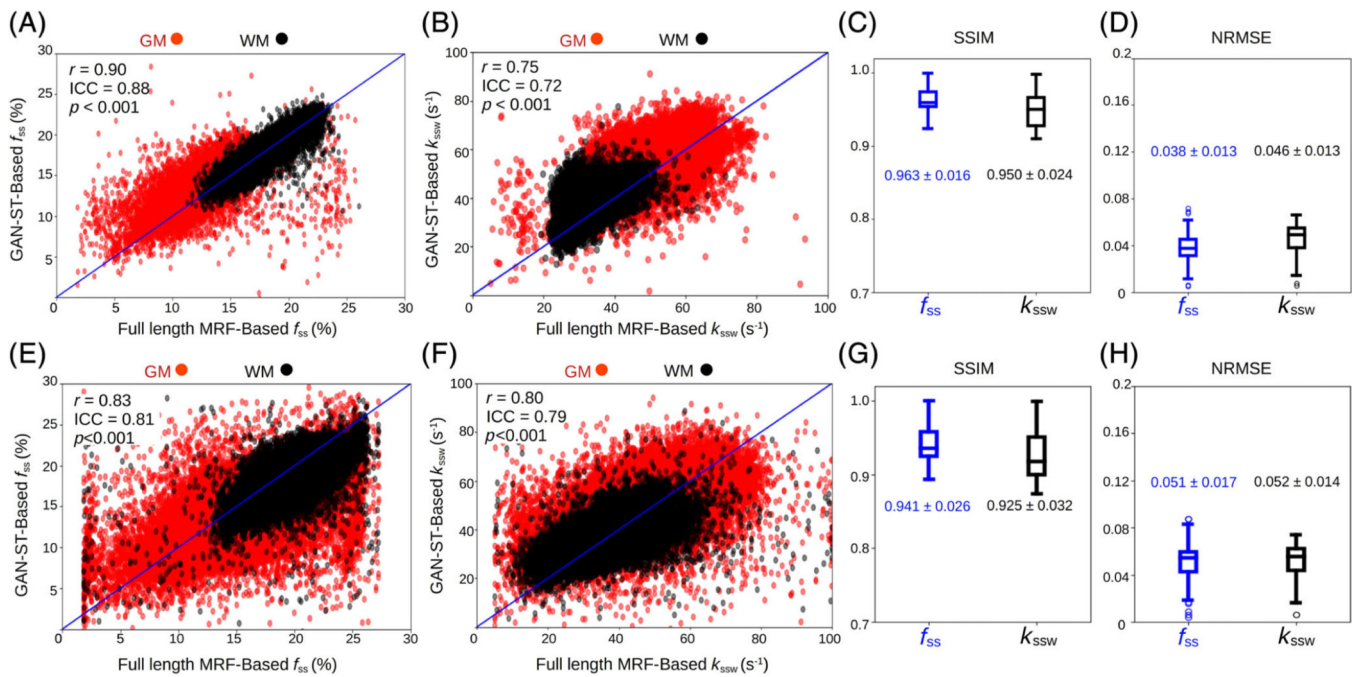 (A)
GM WM
30
25
20
15
10
5
0 5 10 15 20 25 30
r = 0.90
ICC = 0.88
p < 0.001
GAN-ST-Based fss (%)
Full length MRF-Based fss (%)
(B)
GM WM
100
80
60
40
20
0 20 40 60 80 100
r = 0.75
ICC = 0.72
p < 0.001
GAN-ST-Based kssw (s-1)
Full length MRF-Based kssw (s-1)
(C)
SSIM
1.0
0.9
0.8
0.7
0.963 ± 0.016 0.950 ± 0.024
fss kssw
(D)
NRMSE
0.2
0.16
0.12
0.08
0.04
0
0.038 ± 0.013 0.046 ± 0.013
fss kssw
(E)
GM WM
30
25
20
15
10
5
0 5 10 15 20 25 30
r = 0.83
ICC = 0.81
p<0.001
GAN-ST-Based fss (%)
Full length MRF-Based fss (%)
(F)
GM WM
100
80
60
40
20
0 20 40 60 80 100
r = 0.80
ICC = 0.79
p<0.001
GAN-ST-Based kssw (s-1)
Full length MRF-Based kssw (s-1)
(G)
SSIM
1.0
0.9
0.8
0.7
0.941 ± 0.026 0.925 ± 0.032
fss kssw
(H)
NRMSE
0.2
0.16
0.12
0.08
0.04
0
0.051 ± 0.017 0.052 ± 0.014
fss kssw